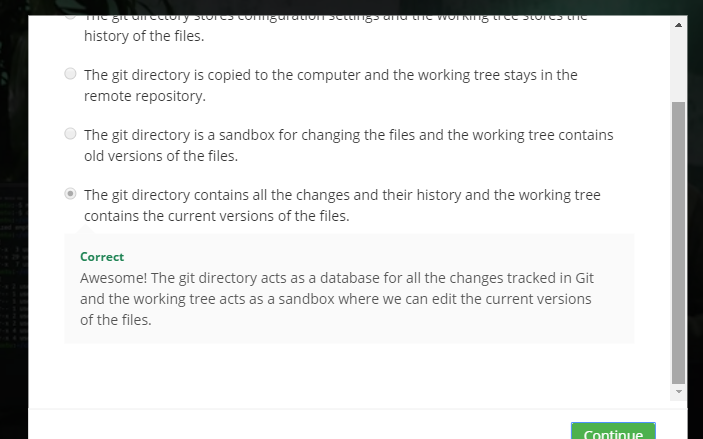 The git directory stores configuration settings and the working tree stores the
history of the files.
The git directory is copied to the computer and the working tree stays in the
remote repository.
The git directory is a sandbox for changing the files and the working tree contains
old versions of the files.
The git directory contains all the changes and their history and the working tree
contains the current versions of the files.
Correct
Awesome! The git directory acts as a database for all the changes tracked in Git
and the working tree acts as a sandbox where we can edit the current versions
of the files.
Continue